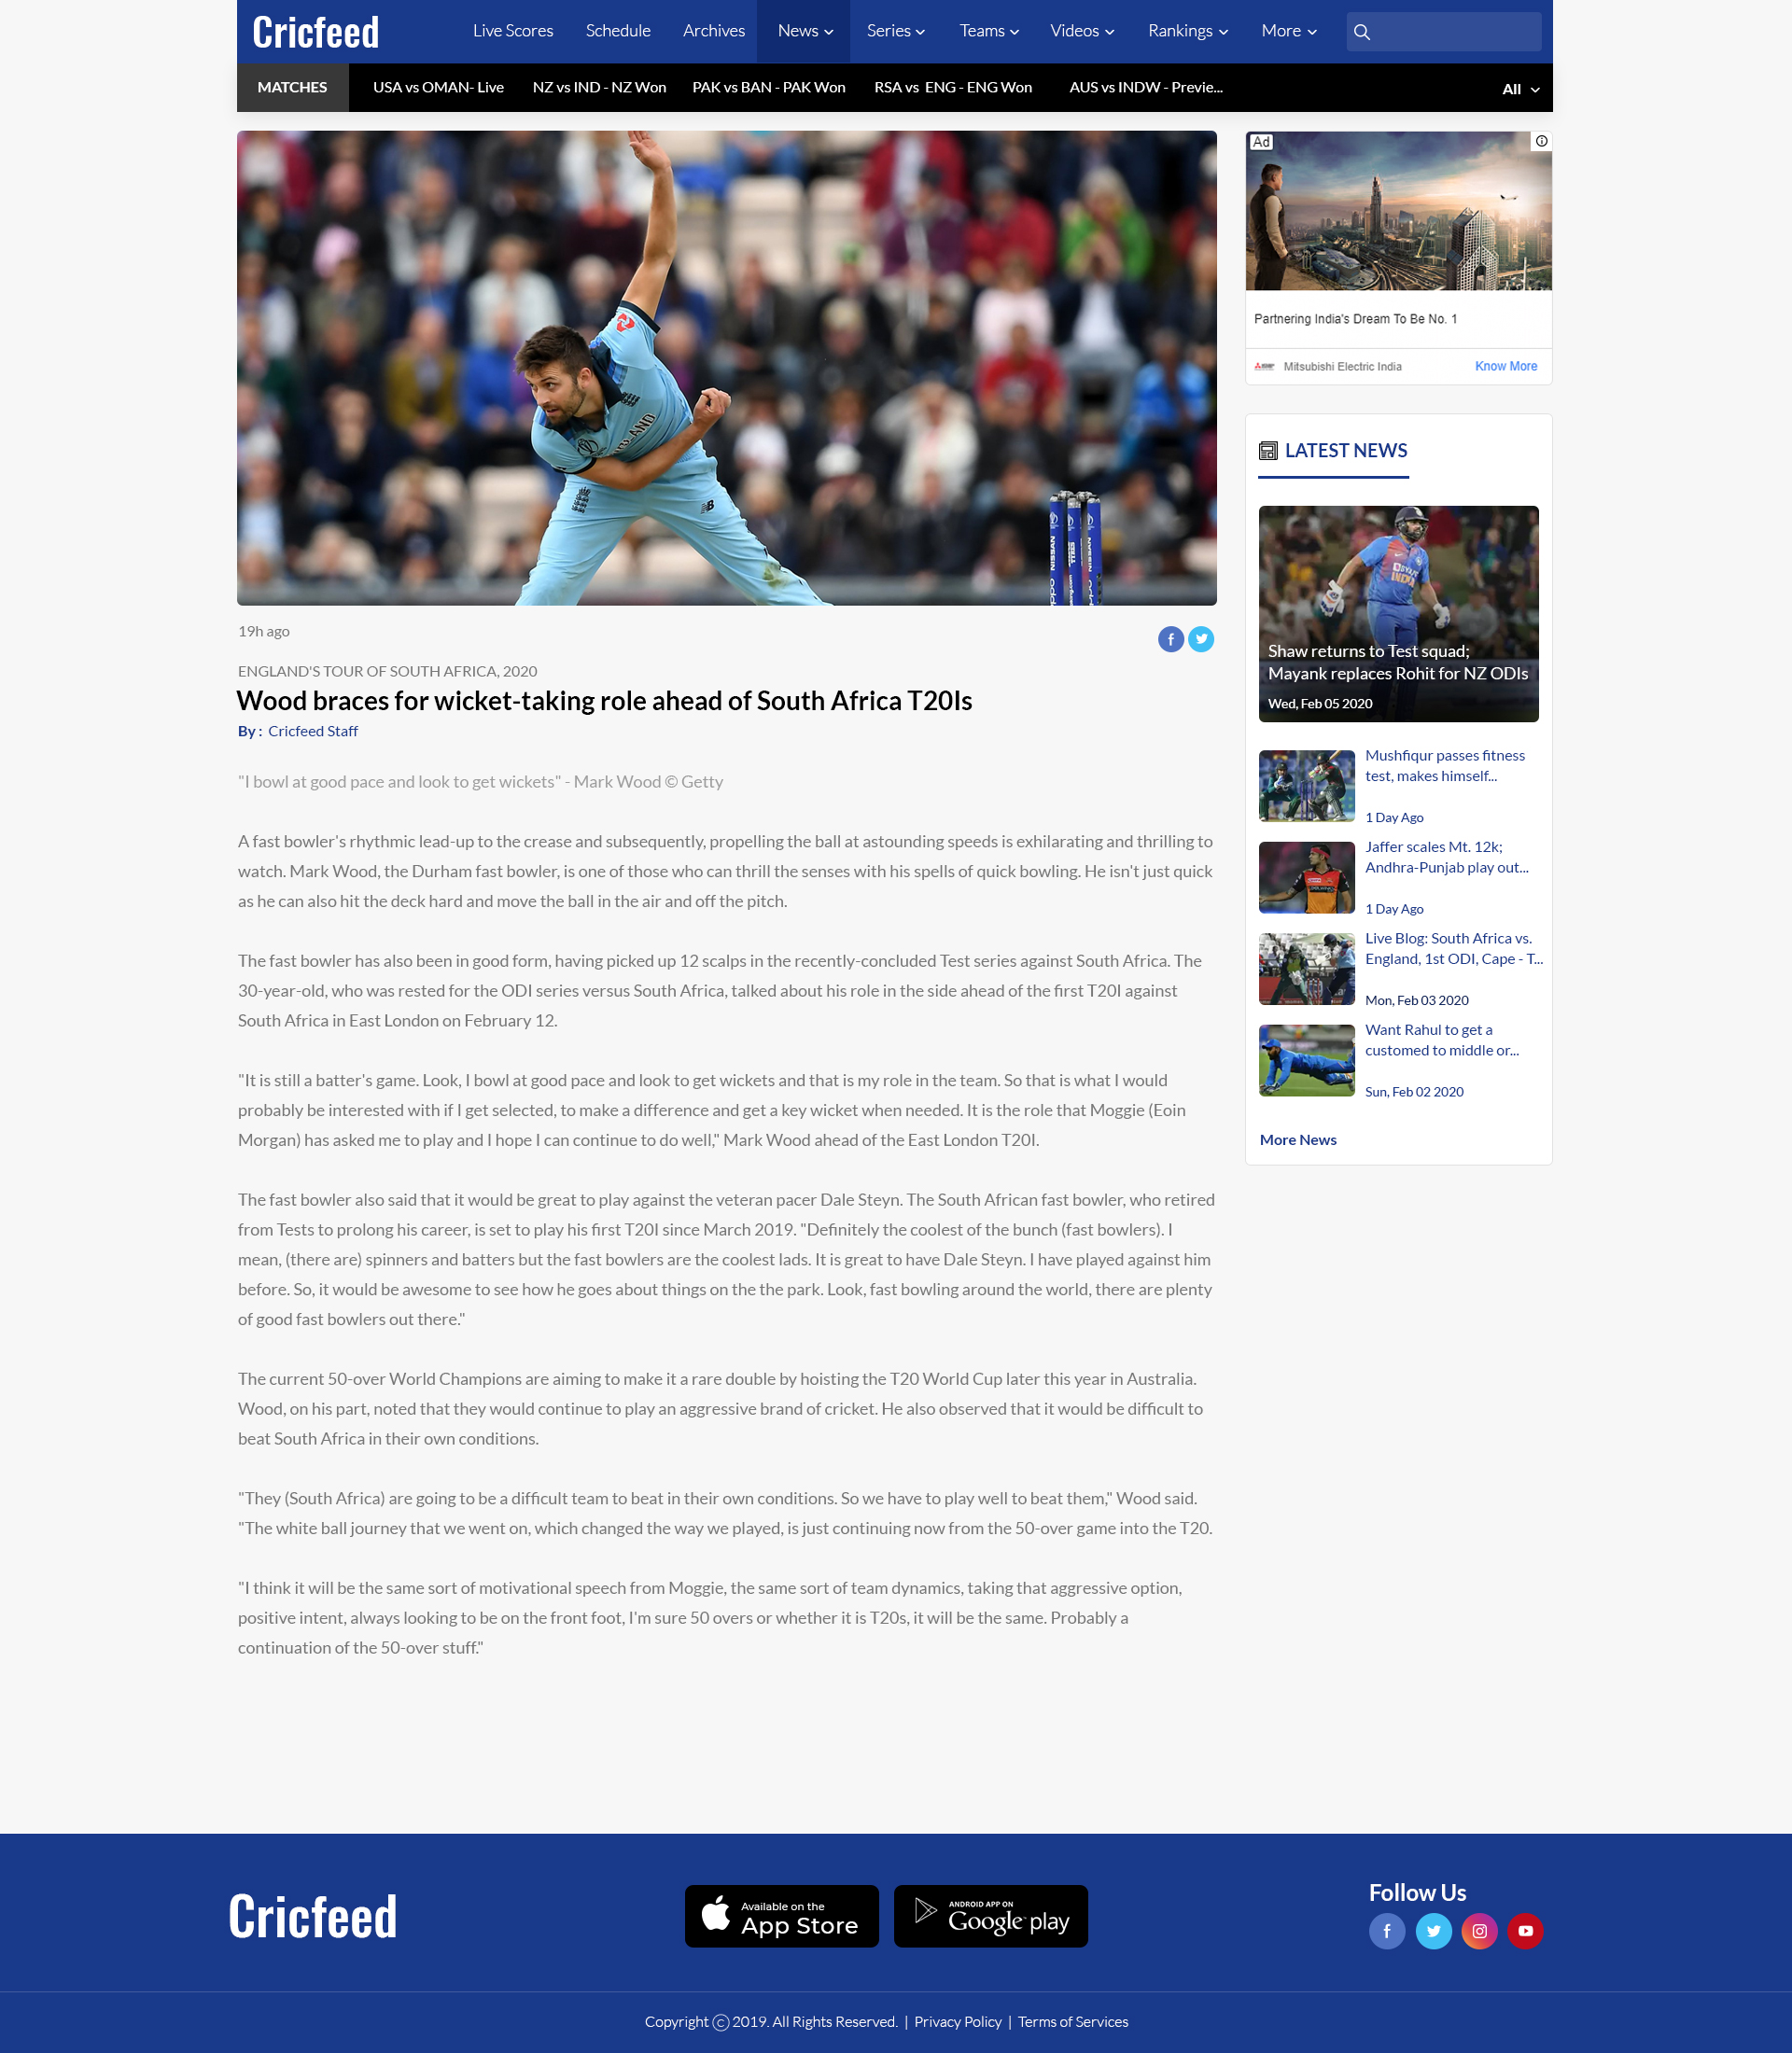 Cricfeed
Live Scores Schedule Archives News Series Teams Videos Rankings More
MATCHES USA vs OMAN- Live NZ vs IND - NZ Won PAK vs BAN - PAK Won RSA vs ENG - ENG Won AUS vs INDW - Previe... All
Ad
Partnering India's Dream To Be No. 1
Mitsubishi Electric India Know More
19h ago
ENGLAND'S TOUR OF SOUTH AFRICA, 2020
Wood braces for wicket-taking role ahead of South Africa T20Is
By : Cricfeed Staff
"I bowl at good pace and look to get wickets" - Mark Wood © Getty
A fast bowler's rhythmic lead-up to the crease and subsequently, propelling the ball at astounding speeds is exhilarating and thrilling to
watch. Mark Wood, the Durham fast bowler, is one of those who can thrill the senses with his spells of quick bowling. He isn't just quick
as he can also hit the deck hard and move the ball in the air and off the pitch.
The fast bowler has also been in good form, having picked up 12 scalps in the recently-concluded Test series against South Africa. The
30-year-old, who was rested for the ODI series versus South Africa, talked about his role in the side ahead of the first T20I against
South Africa in East London on February 12.
"It is still a batter's game. Look, I bowl at good pace and look to get wickets and that is my role in the team. So that is what I would
probably be interested with if I get selected, to make a difference and get a key wicket when needed. It is the role that Moggie (Eoin
Morgan) has asked me to play and I hope I can continue to do well," Mark Wood ahead of the East London T20I.
The fast bowler also said that it would be great to play against the veteran pacer Dale Steyn. The South African fast bowler, who retired
from Tests to prolong his career, is set to play his first T20I since March 2019. "Definitely the coolest of the bunch (fast bowlers). I
mean, (there are) spinners and batters but the fast bowlers are the coolest lads. It is great to have Dale Steyn. I have played against him
before. So, it would be awesome to see how he goes about things on the the park. Look, fast bowling around the world, there are plenty
of good fast bowlers out there."
The current 50-over World Champions are aiming to make it a rare double by hoisting the T20 World Cup later this year in Australia.
Wood, on his part, noted that they would continue to play an aggressive brand of cricket. He also observed that it would be difficult to
beat South Africa in their own conditions.
"They (South Africa) are going to be a difficult team to beat in their own conditions. So we have to play well to beat them," Wood said.
"The white ball journey that we went on, which changed the way we played, is just continuing now from the 50-over game into the T20.
"I think it will be the same sort of motivational speech from Moggie, the same sort of team dynamics, taking that aggressive option,
positive intent, always looking to be on the front foot, I'm sure 50 overs or whether it is T20s, it will be the same. Probably a
continuation of the 50-over stuff."
LATEST NEWS
Shaw returns to Test squad;
Mayank replaces Rohit for NZ ODIs
Wed, Feb 05 2020
Mushfiqur passes fitness
test, makes himself...
1 Day Ago
Jaffer scales Mt. 12k;
Andhra-Punjab play out...
1 Day Ago
Live Blog: South Africa vs.
England, 1st ODI, Cape - T...
Mon, Feb 03 2020
Want Rahul to get a
customed to middle or...
Sun, Feb 02 2020
More News
Cricfeed
Available on the
App Store
ANDROID APP ON
Google play
Follow Us
Copyright © 2019. All Rights Reserved. | Privacy Policy | Terms of Services